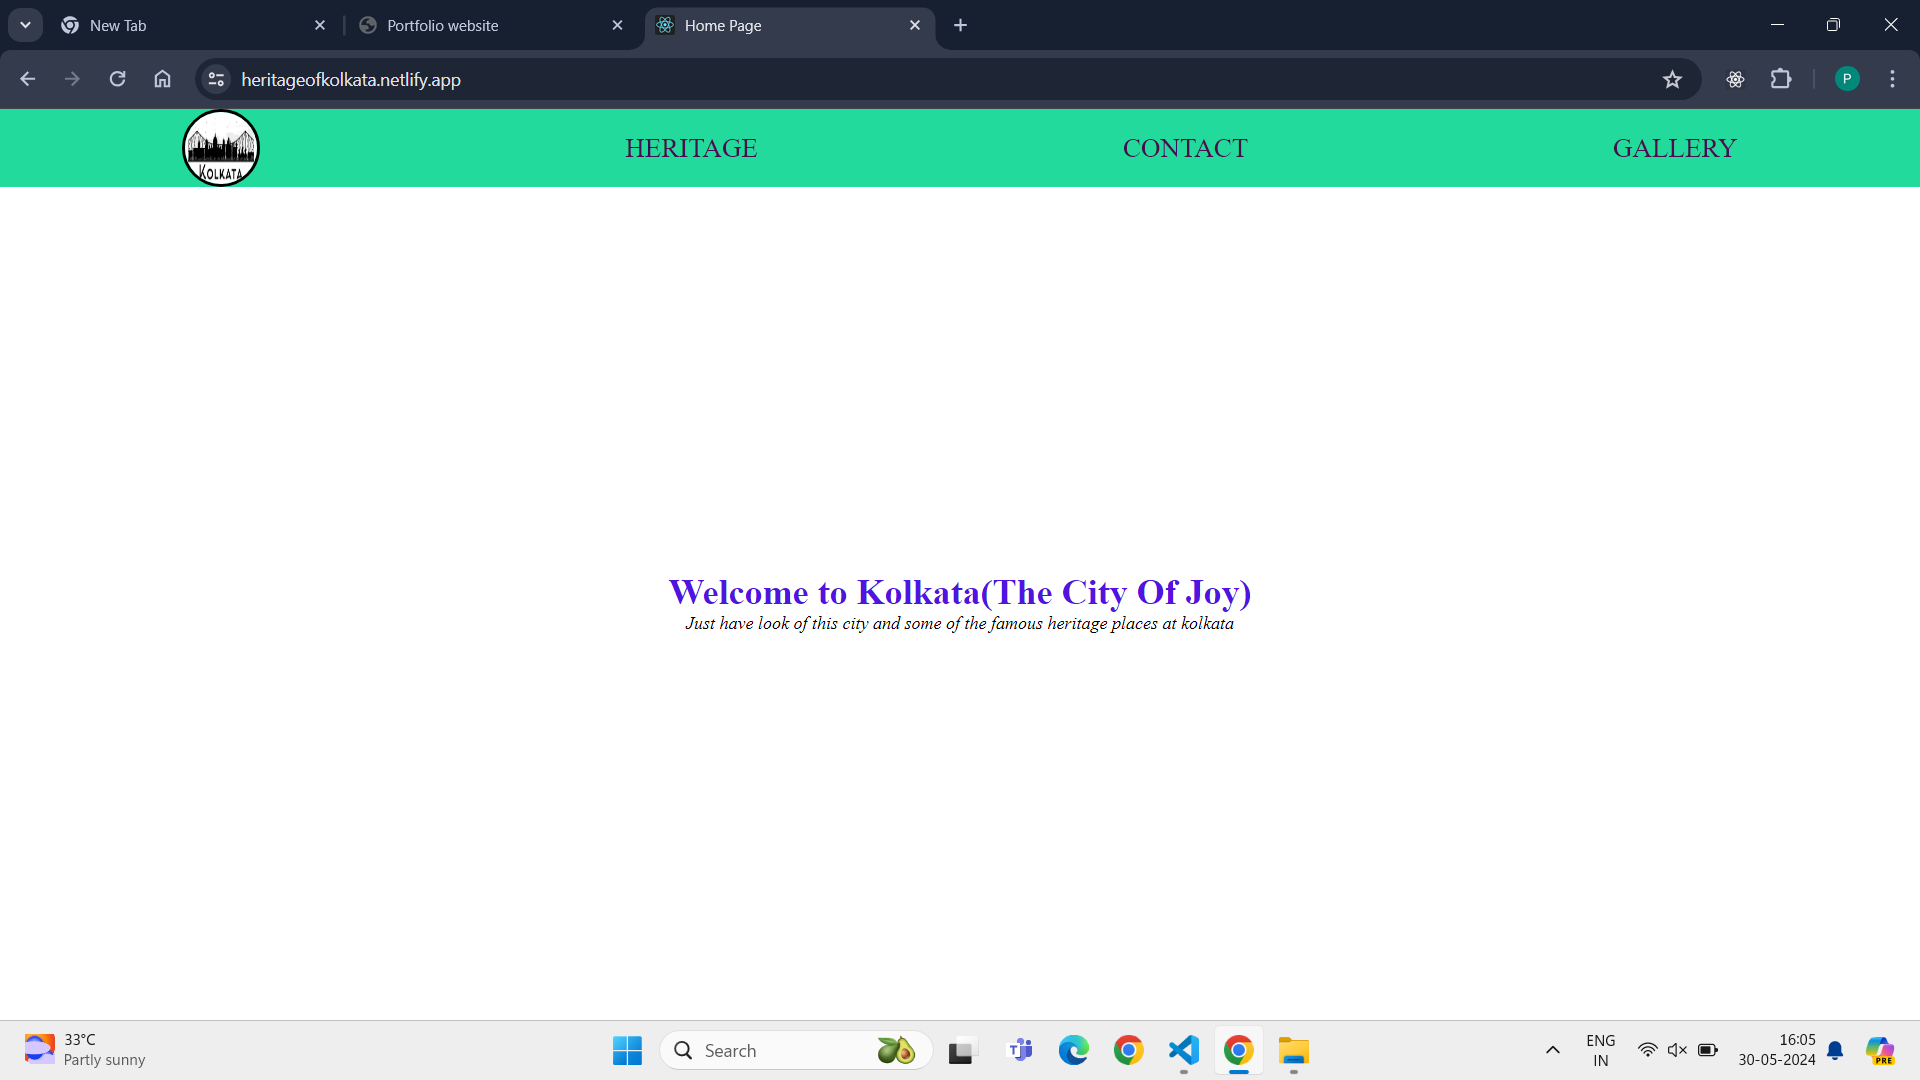 New Tab
Portfolio website
Home Page
heritageofkolkata.netlify.app
P
KOLKATA
HERITAGE
CONTACT
GALLERY
Welcome to Kolkata(The City Of Joy)
Just have look of this city and some of the famous heritage places at kolkata
33°C
Partly sunny
Search
T
ENG
IN
16:05
30-05-2024
PRE